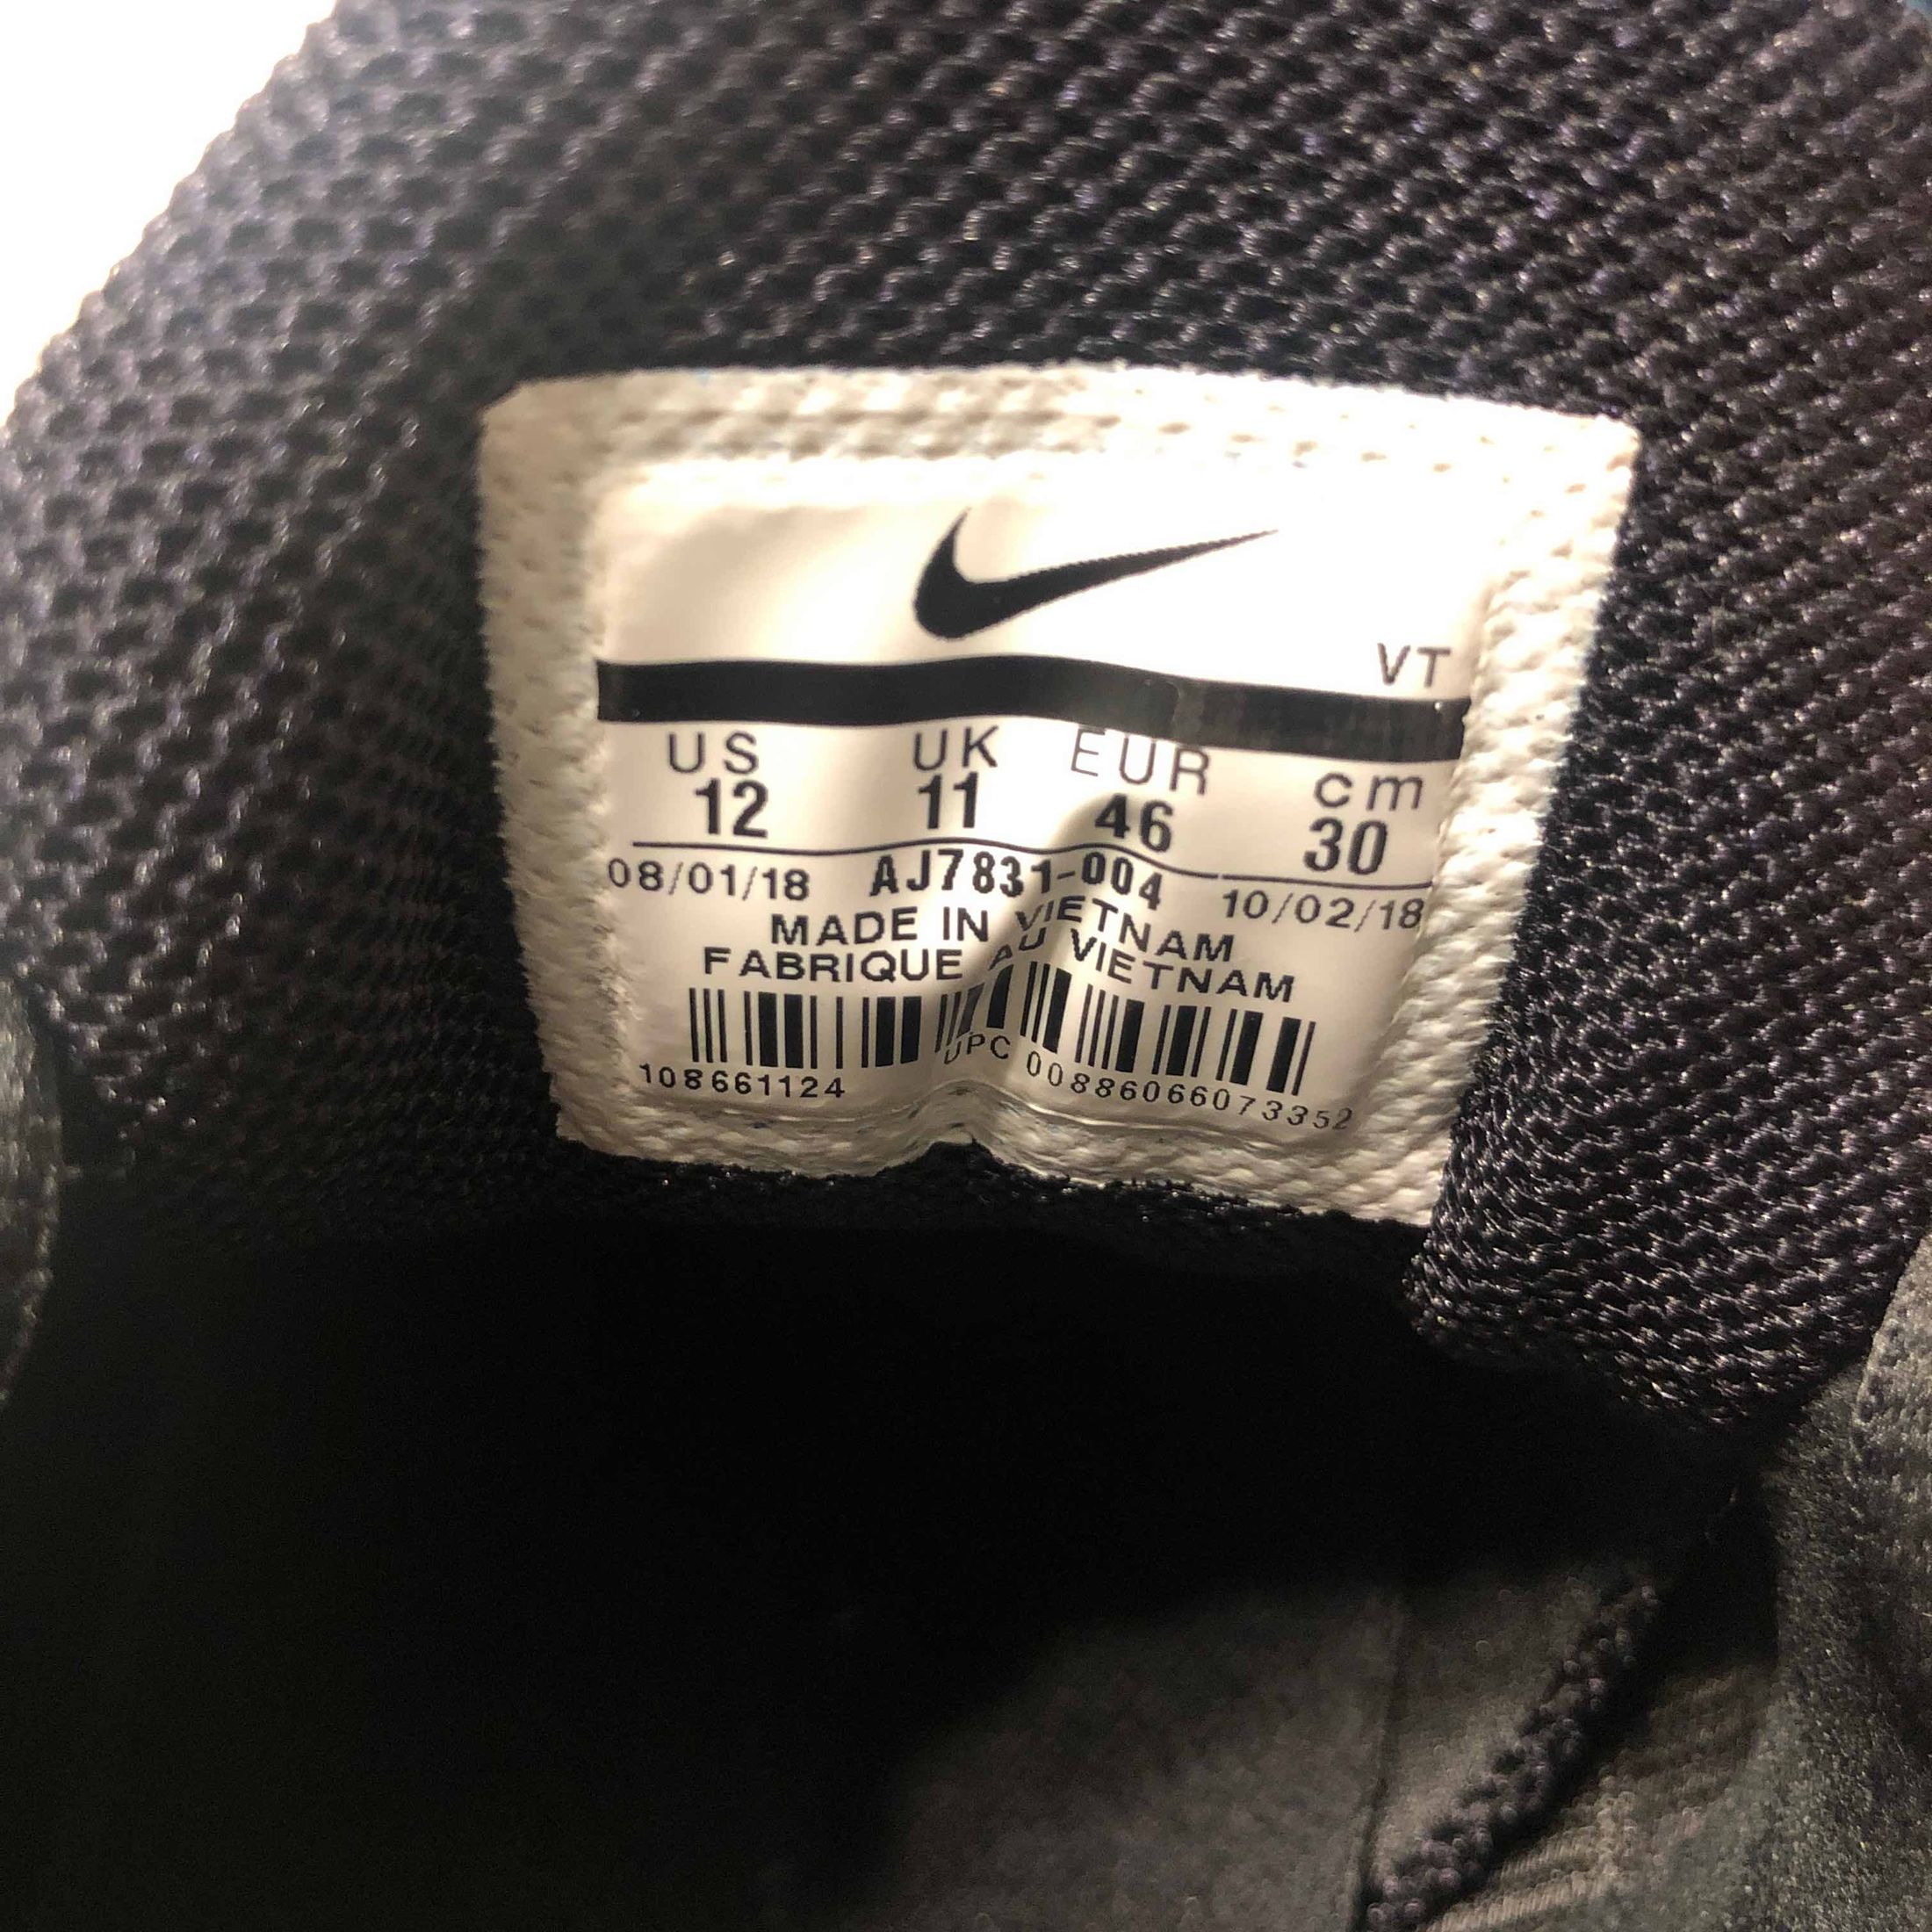 VT
US UK EUR cm
12 11 46 30
08/01/18 AJ7831-004 10/02/18
MADE IN VIETNAM
FABRIQUE AU VIETNAM
108661124 UPC 00886066073352